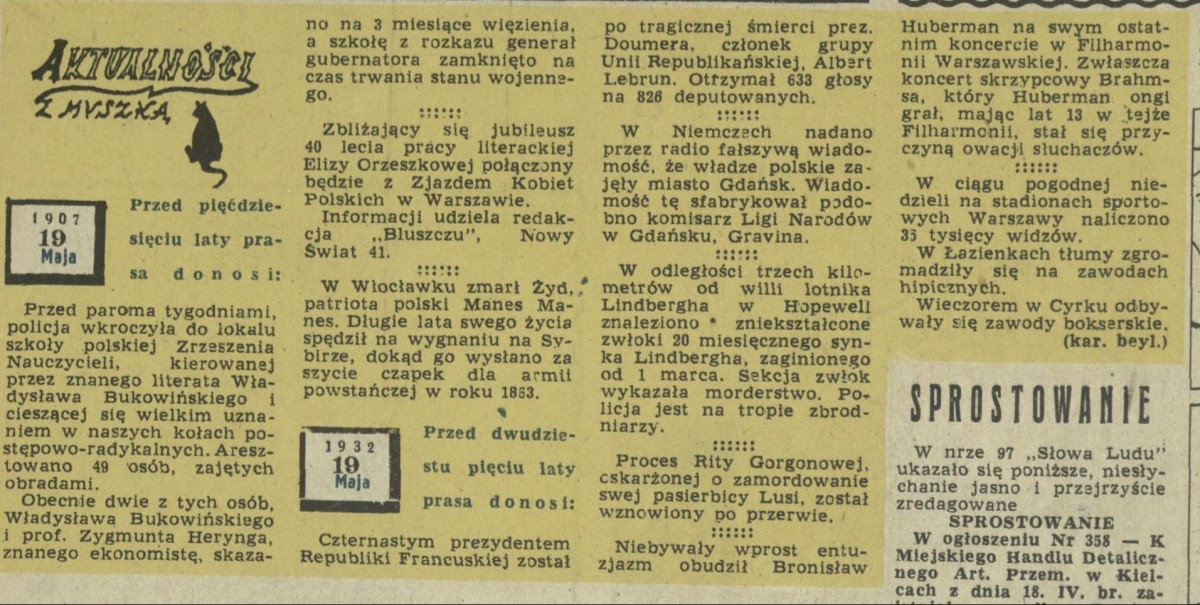 AKTUALNOŚCI
Z MYSZKĄ
1907
19
Maja
Przed pięćdzie-
sięciu laty pra-
sa donosi:
Przed paroma tygodniami,
policja wkroczyła do lokalu
szkoły polskiej Zrzeszenia
Nauczycieli, kierowanej
przez znanego literata Wła-
dysława Bukowińskiego i
cieszącej się wielkim uzna-
niem w naszych kołach po-
stępowo-radykalnych. Aresz-
towano 49 osób, zajętych
obradami.
Obecnie dwie z tych osób,
Władysława Bukowińskiego
i prof. Zygmunta Herynga,
znanego ekonomistę, skaza-
no na 3 miesiące więzienia,
a szkołę z rozkazu generał
gubernatora zamknięto na
czas trwania stanu wojenne-
go.
Zbliżający się jubileusz
40 lecia pracy literackiej
Elizy Orzeszkowej połączony
będzie z Zjazdem Kobiet
Polskich w Warszawie.
Informacji udziela redak-
cja „Bluszczu", Nowy
Świat 41.
W Włocławku zmarł Żyd,
patriota polski Manes Ma-
nes. Długie lata swego życia
spędził na wygnaniu na Sy-
birze, dokąd go wysłano za
szycie czapek dla armii
powstańczej w roku 1863.
1932
19
Maja
Przed dwudzie-
stu pięciu laty
prasa donosi:
Czternastym prezydentem
Republiki Francuskiej został
po tragicznej śmierci prez.
Doumera, członek grupy
Unii Republikańskiej, Albert
Lebrun. Otrzymał 633 głosy
na 826 deputowanych.
W Niemczech nadano
przez radio fałszywą wiado-
mość, że władze polskie za-
jęły miasto Gdańsk. Wiado-
mość tę sfabrykował podo-
bno komisarz Ligi Narodów
w Gdańsku, Gravina.
W odległości trzech kilo-
metrów od willi lotnika
Lindbergha w Hopewell
znaleziono zniekształcone
zwłoki 20 miesięcznego syn-
ka Lindbergha, zaginionego
od 1 marca. Sekcja zwłok
wykazała morderstwo. Po-
licja jest na tropie zbrod-
niarzy.
Proces Rity Gorgonowej,
cskarżonej o zamordowanie
swej pasierbicy Lusi, został
wznowiony po przerwie.
Niebywały wprost entu-
zjazm obudził Bronisław
Huberman na swym ostat-
nim koncercie w Filharmo-
nii Warszawskiej. Zwłaszcza
koncert skrzypcowy Brahm-
sa, który Huberman ongi
grał, mając lat 13 w tejże
Filharmonii, stał się przy-
czyną owacji słuchaczów.
W ciągu pogodnej nie-
dzieli na stadionach sporto-
wych Warszawy naliczono
35 tysięcy widzów.
W Łazienkach tłumy zgro-
madziły się na zawodach
hipicznych.
Wieczorem w Cyrku odby-
wały się zawody bokserskie.
(kar. beyl.)
SPROSTOWANIE
W nrze 97 „Słowa Ludu"
ukazało się poniższe, niesły-
chanie jasno i przejrzyście
zredagowane
SPROSTOWANIE
W ogłoszeniu Nr 358 — K
Miejskiego Handlu Detalicz-
nego Art. Przem. w Kiel-
cach z dnia 18. IV. br. za-